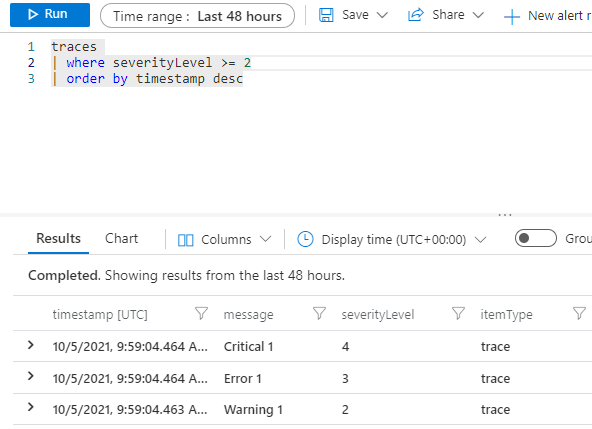 Run Time range : Last 48 hours Save Share New alert r
1 traces
2 | where severityLevel >= 2
3 | order by timestamp desc
...
Results Chart Columns Display time (UTC+00:00) Grou
Completed. Showing results from the last 48 hours.
timestamp [UTC] message severityLevel itemType
10/5/2021, 9:59:04.464 A... Critical 1 4 trace
10/5/2021, 9:59:04.464 A... Error 1 3 trace
10/5/2021, 9:59:04.463 A... Warning 1 2 trace